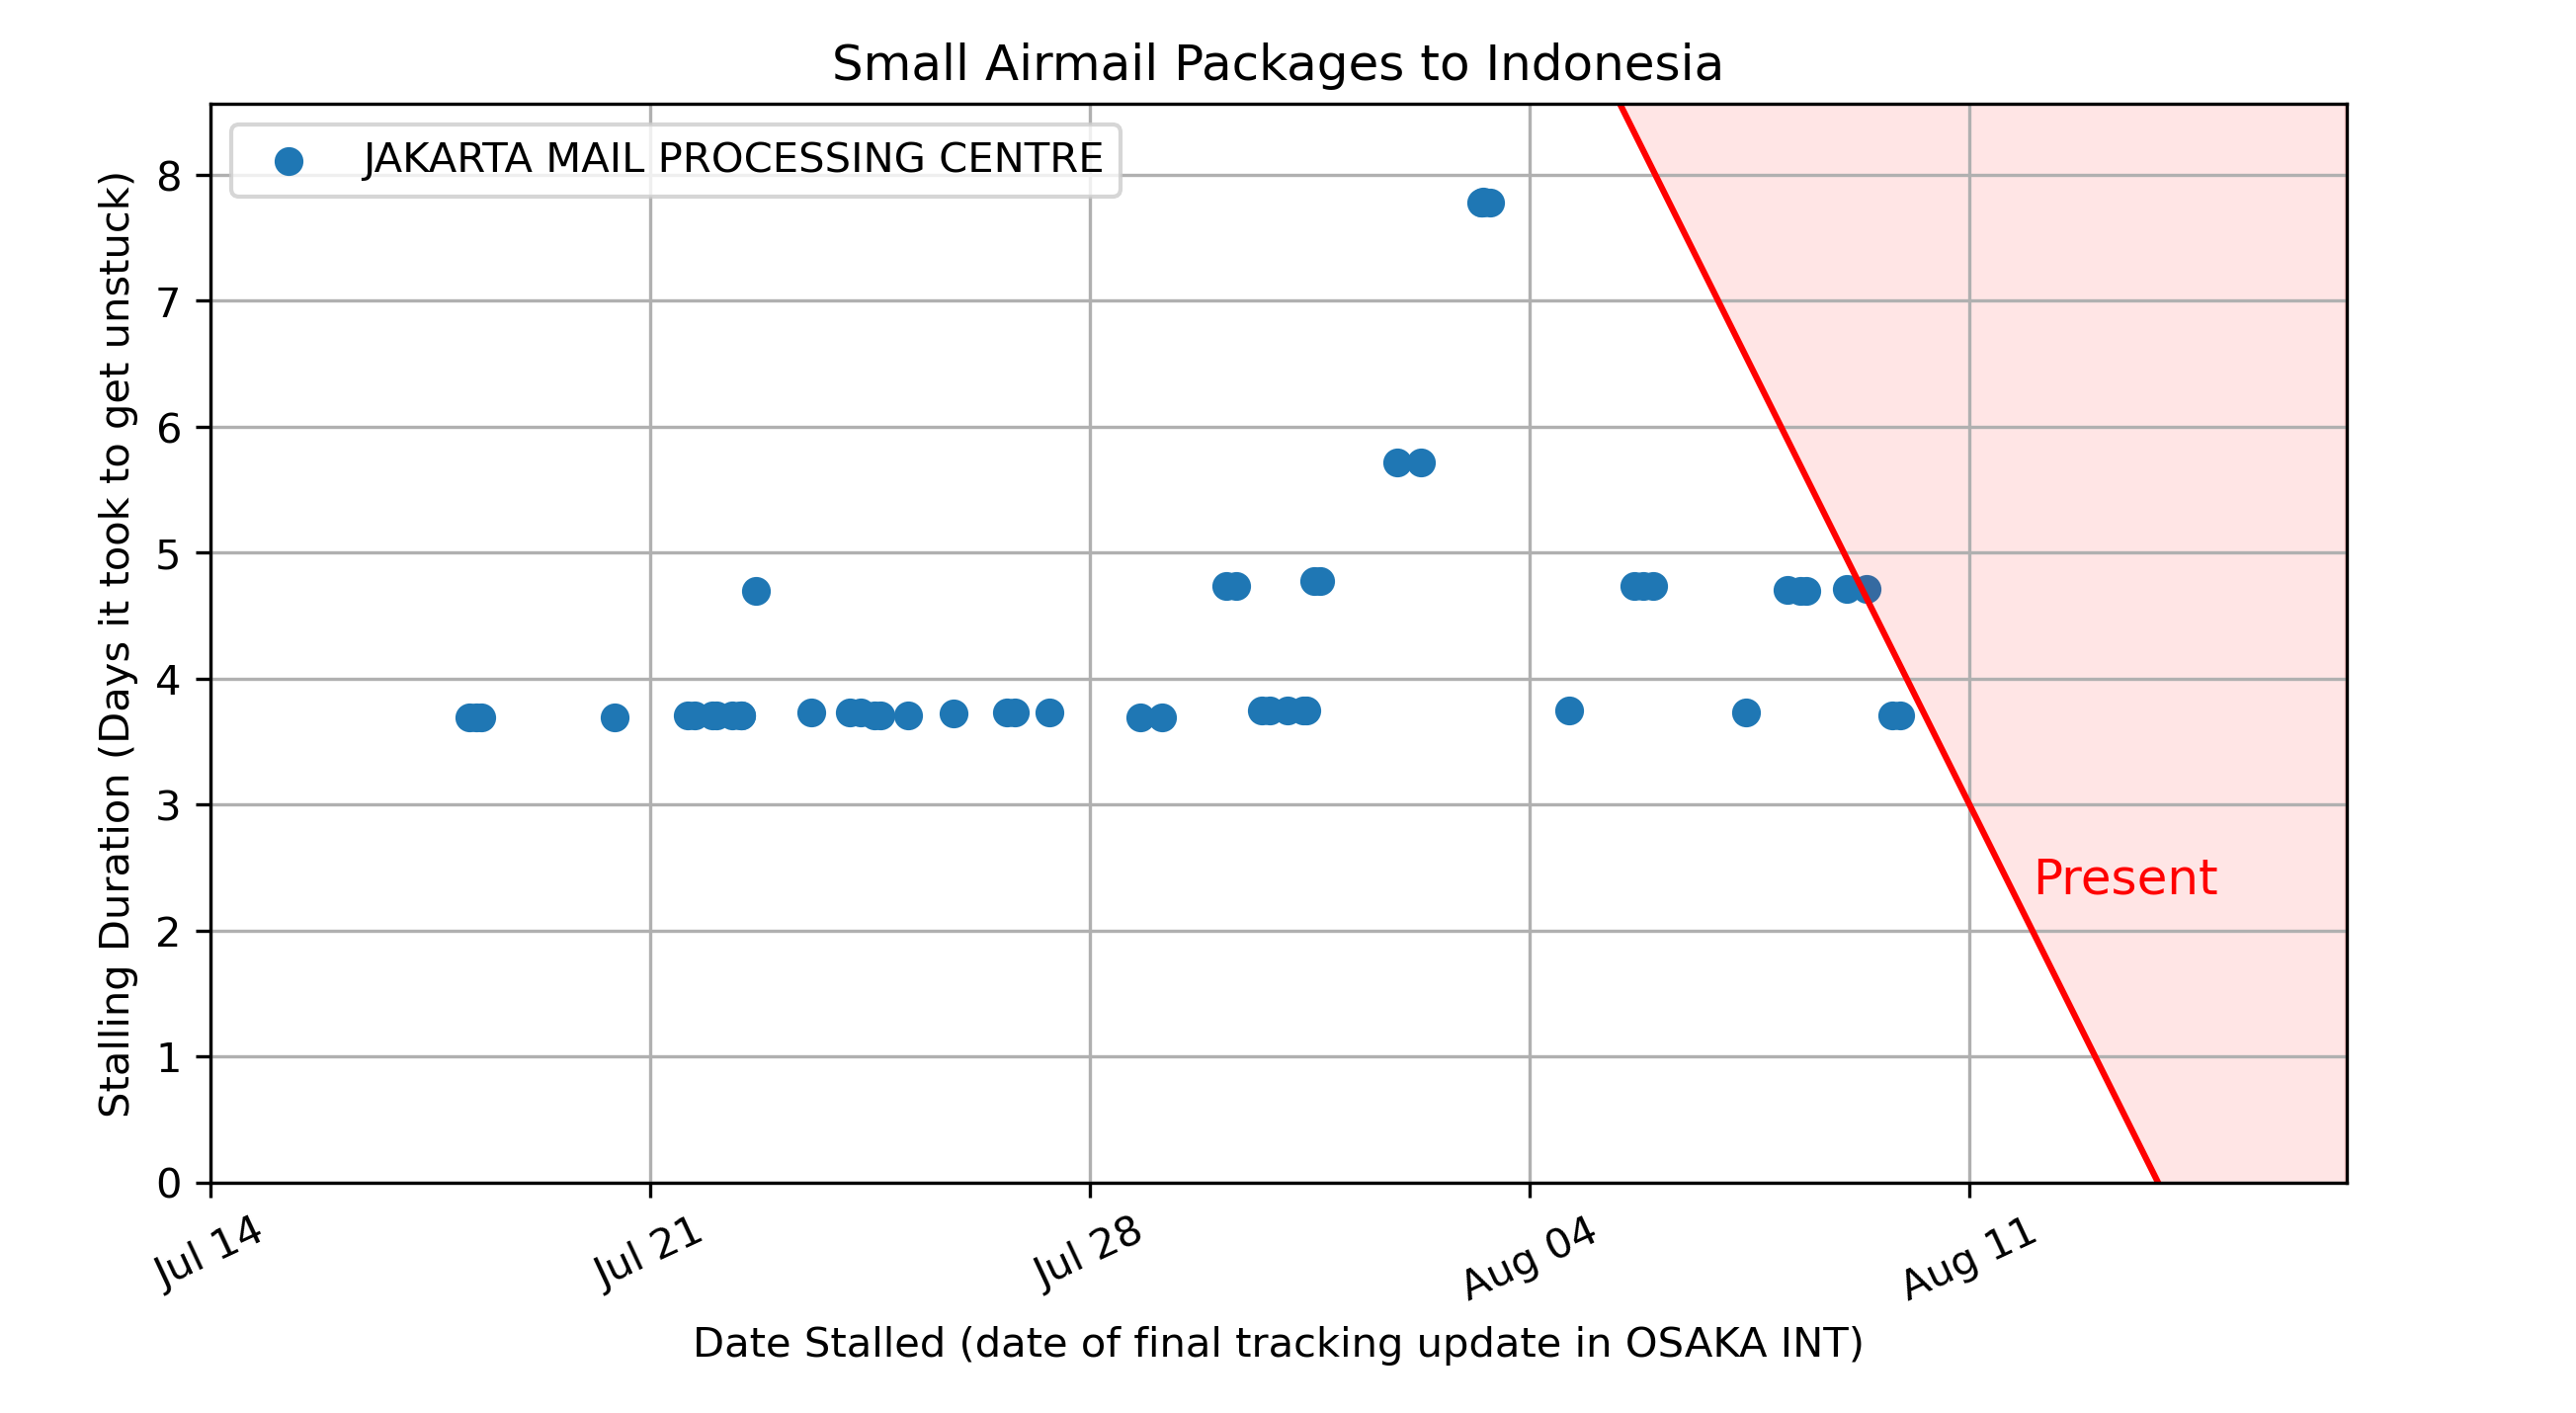 Small Airmail Packages to Indonesia
JAKARTA MAIL PROCESSING CENTRE
Stalling Duration (Days it took to get unstuck)
8
7
6
5
4
3
2
1
0
Present
Jul 14
Jul 21
Jul 28
Aug 04
Aug 11
Date Stalled (date of final tracking update in OSAKA INT)